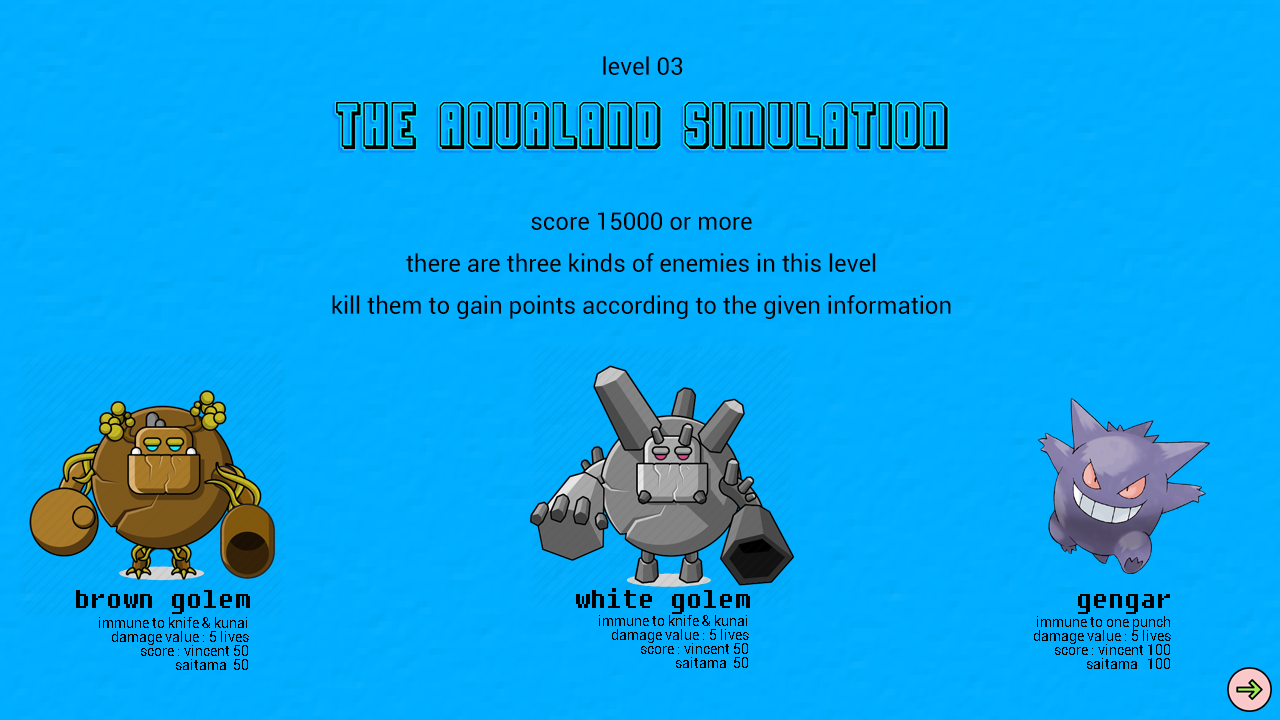 level 03
THE AQUALAND SIMULATION
score 15000 or more
there are three kinds of enemies in this level
kill them to gain points according to the given information
brown golem
immune to knife & kunai
damage value : 5 lives
score : vincent 50
saitama 50
white golem
immune to knife & kunai
damage value : 5 lives
score : vincent 50
saitama 50
gengar
immune to one punch
damage value : 5 lives
score : vincent 100
saitama 100